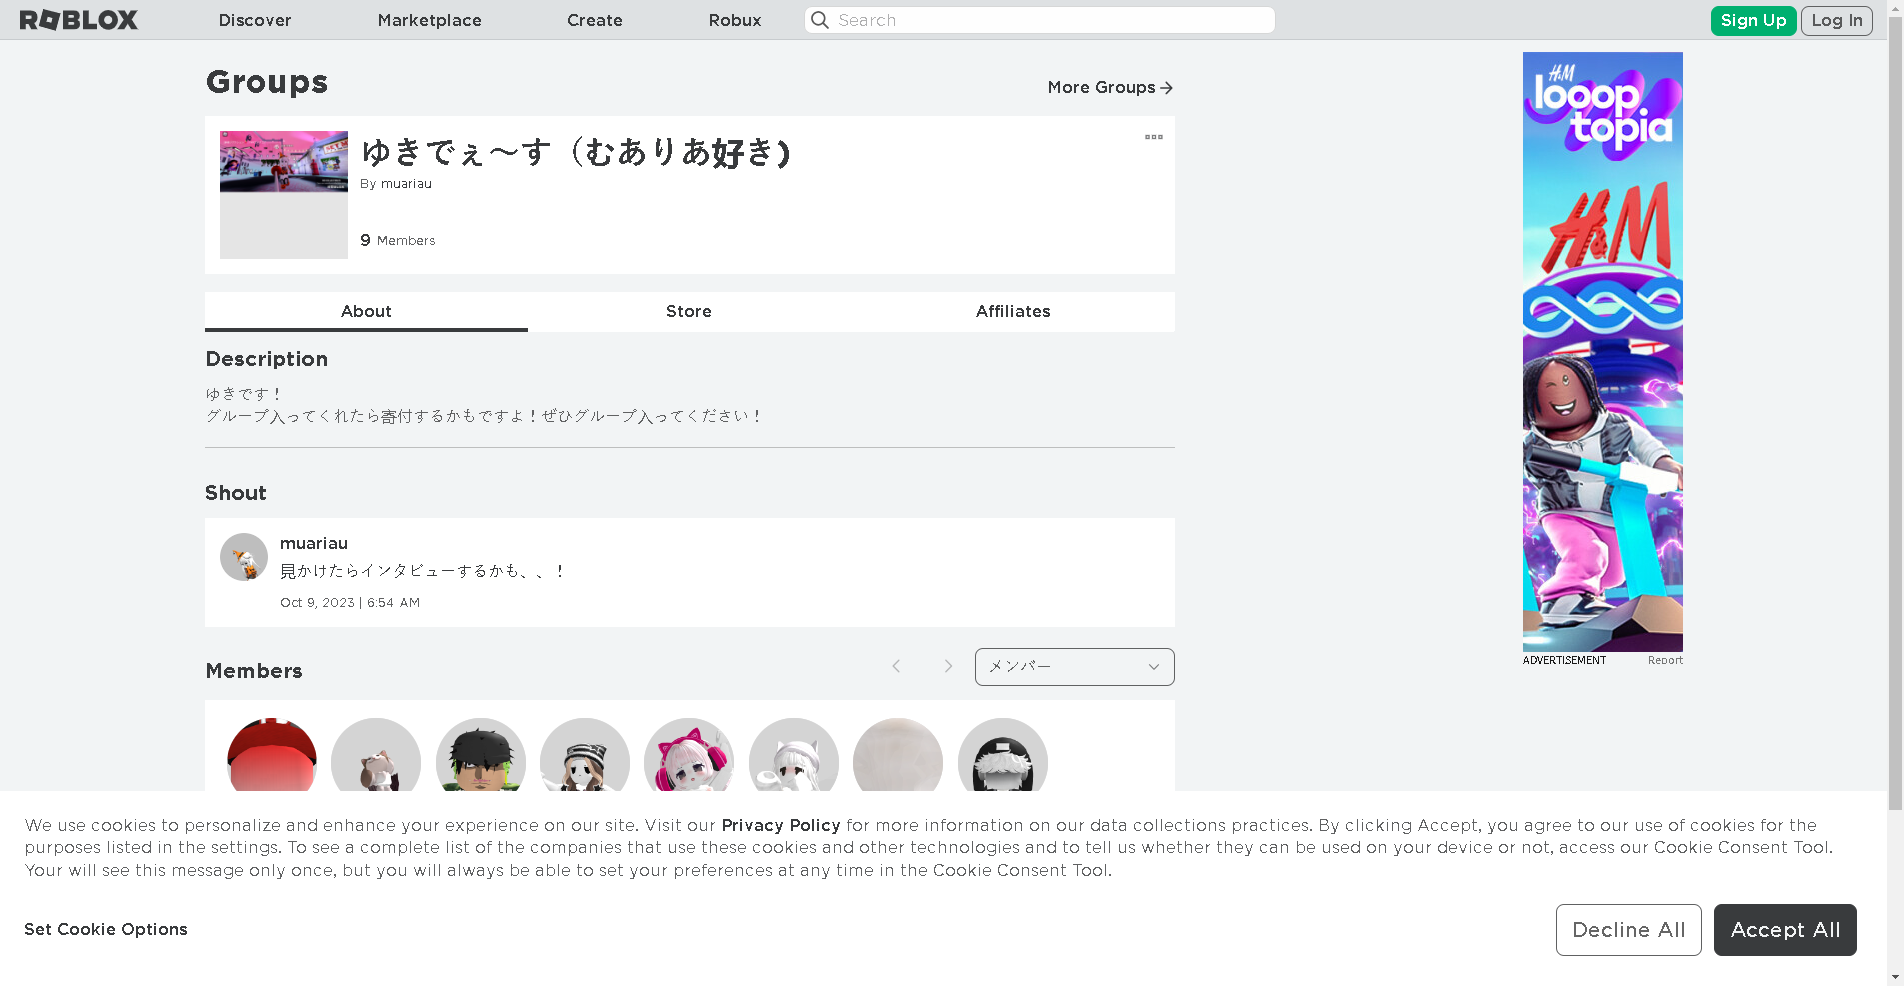 ROBLOX
Discover
Marketplace
Create
Robux
Search
Sign Up
Log In
Groups
More Groups
ゆきでぇ～す（むありあ好き)
By muariau
9 Members
About
Store
Affiliates
Description
ゆきです！
グループ入ってくれたら寄付するかもですよ！ぜひグループ入ってください！
Shout
muariau
見かけたらインタビューするかも、、！
Oct 9, 2023 | 6:54 AM
Members
メンバー
H&M
looop
topia
H&M
ADVERTISEMENT
Report
We use cookies to personalize and enhance your experience on our site. Visit our Privacy Policy for more information on our data collections practices. By clicking Accept, you agree to our use of cookies for the
purposes listed in the settings. To see a complete list of the companies that use these cookies and other technologies and to tell us whether they can be used on your device or not, access our Cookie Consent Tool.
Your will see this message only once, but you will always be able to set your preferences at any time in the Cookie Consent Tool.
Set Cookie Options
Decline All
Accept All